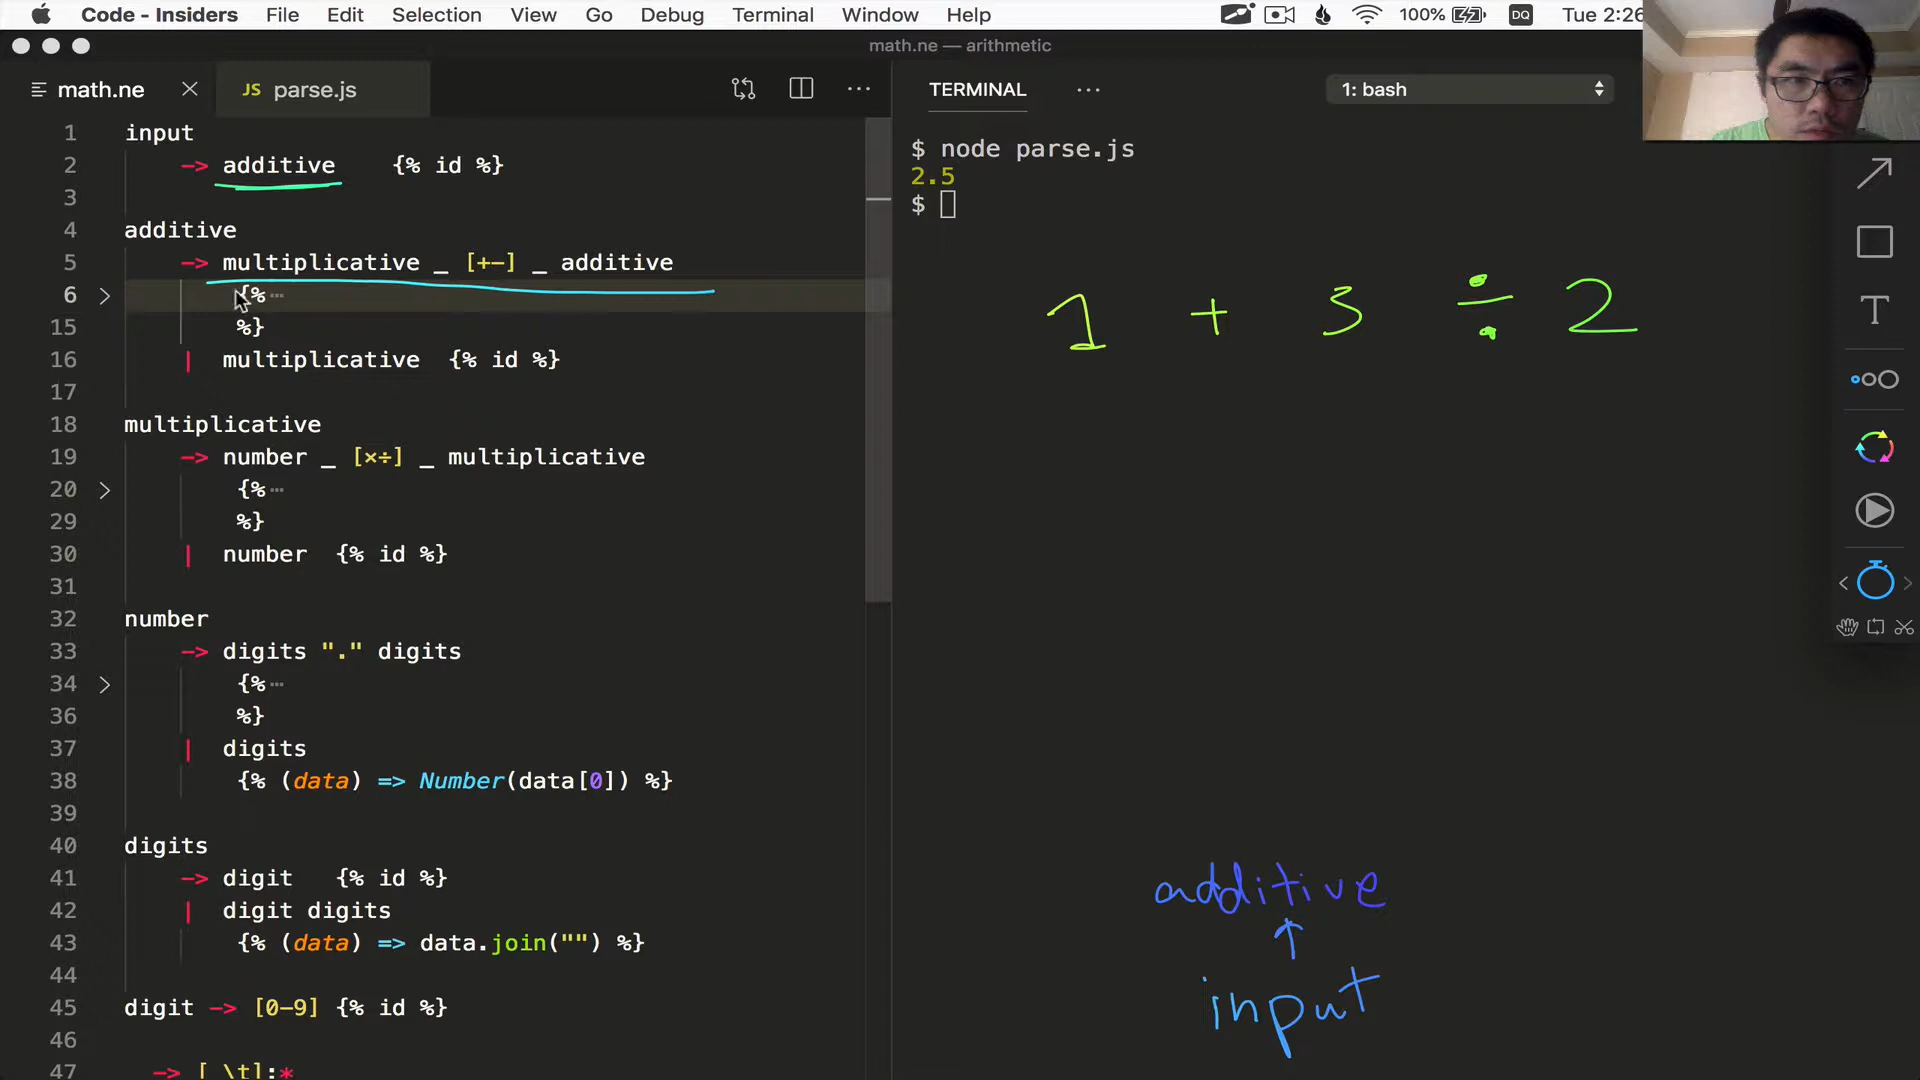 Code - Insiders File Edit Selection View Go Debug Terminal Window Help 100% DQ Tue 2:26
math.ne — arithmetic
math.ne JS parse.js
TERMINAL 1: bash
1 input
2 -> additive {% id %}
3
4 additive
5 -> multiplicative _ [+-] _ additive
6 {% ⋯
15 %}
16 | multiplicative {% id %}
17
18 multiplicative
19 -> number _ [×÷] _ multiplicative
20 {% ⋯
29 %}
30 | number {% id %}
31
32 number
33 -> digits "." digits
34 {% ⋯
36 %}
37 | digits
38 {% (data) => Number(data[0]) %}
39
40 digits
41 -> digit {% id %}
42 | digit digits
43 {% (data) => data.join("") %}
44
45 digit -> [0-9] {% id %}
46
47 -> [ \t]:*
$ node parse.js
2.5
$
1 + 3 ÷ 2
additive
↑
input
T